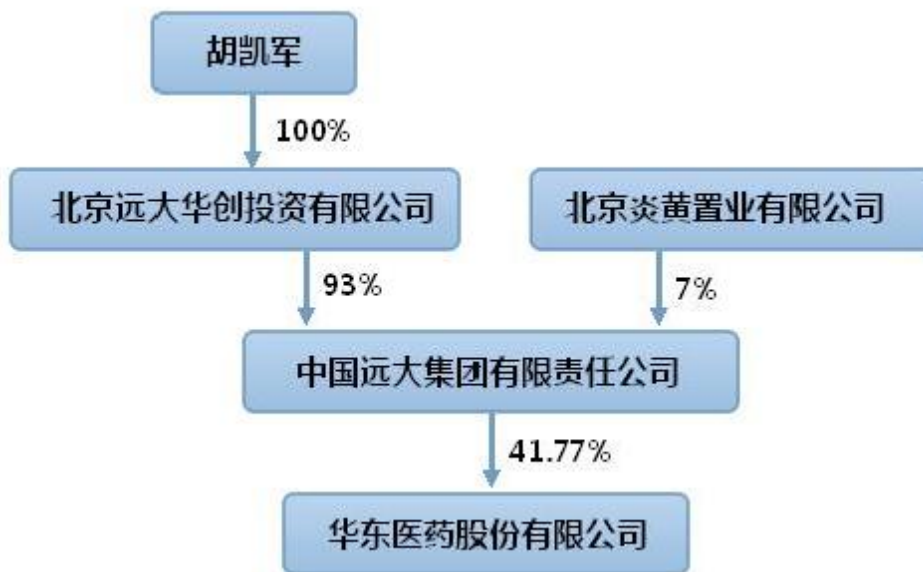 胡凯军
100%
北京远大华创投资有限公司
北京炎黄置业有限公司
93%
7%
中国远大集团有限责任公司
41.77%
华东医药股份有限公司